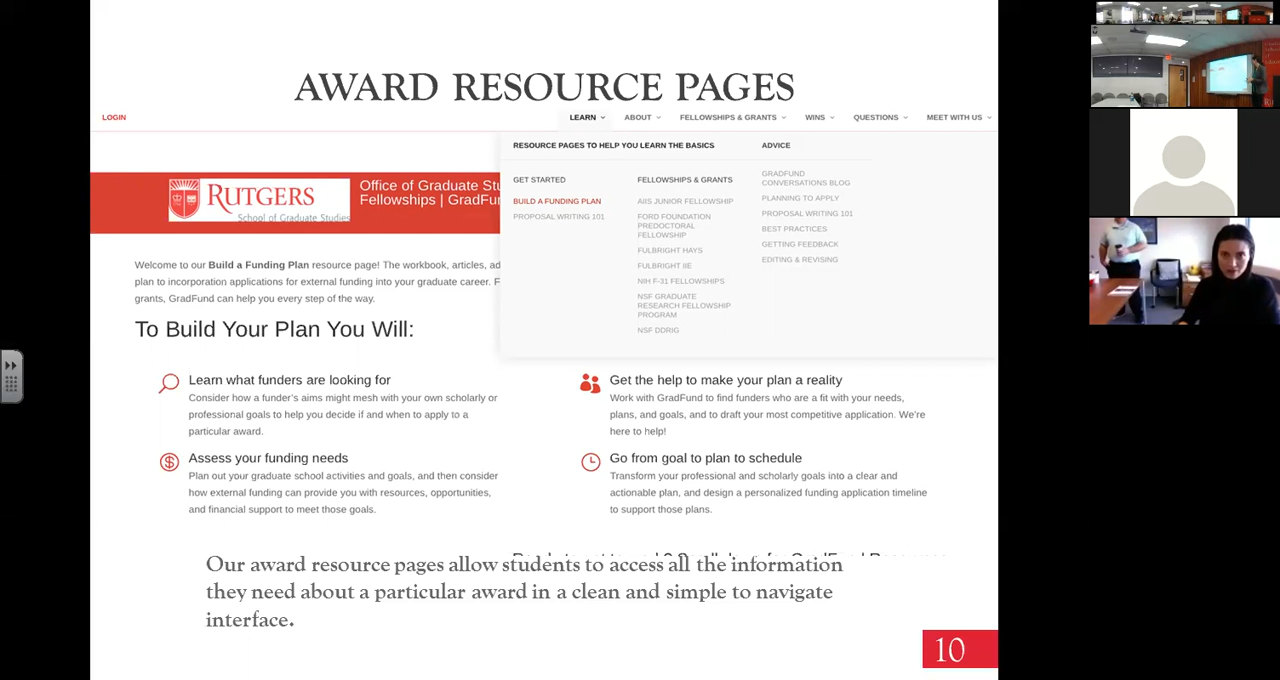 AWARD RESOURCE PAGES
LOGIN
LEARN
ABOUT
FELLOWSHIPS & GRANTS
WINS
QUESTIONS
MEET WITH US
RESOURCE PAGES TO HELP YOU LEARN THE BASICS
GET STARTED
BUILD A FUNDING PLAN
PROPOSAL WRITING 101
FELLOWSHIPS & GRANTS
AIIS JUNIOR FELLOWSHIP
FORD FOUNDATION
PREDOCTORAL
FELLOWSHIP
FULBRIGHT HAYS
FULBRIGHT IIE
NIH F-31 FELLOWSHIPS
NSF GRADUATE
RESEARCH FELLOWSHIP
PROGRAM
NSF DDRIG
ADVICE
GRADFUND
CONVERSATIONS BLOG
PLANNING TO APPLY
PROPOSAL WRITING 101
BEST PRACTICES
GETTING FEEDBACK
EDITING & REVISING
RUTGERS
School of Graduate Studies
Office of Graduate Stu
Fellowships | GradFun
Welcome to our Build a Funding Plan resource page! The workbook, articles, ad
plan to incorporation applications for external funding into your graduate career. F
grants, GradFund can help you every step of the way.
To Build Your Plan You Will:
Learn what funders are looking for
Consider how a funder's aims might mesh with your own scholarly or
professional goals to help you decide if and when to apply to a
particular award.
Get the help to make your plan a reality
Work with GradFund to find funders who are a fit with your needs,
plans, and goals, and to draft your most competitive application. We're
here to help!
Assess your funding needs
Plan out your graduate school activities and goals, and then consider
how external funding can provide you with resources, opportunities,
and financial support to meet those goals.
Go from goal to plan to schedule
Transform your professional and scholarly goals into a clear and
actionable plan, and design a personalized funding application timeline
to support those plans.
Our award resource pages allow students to access all the information
they need about a particular award in a clean and simple to navigate
interface.
10